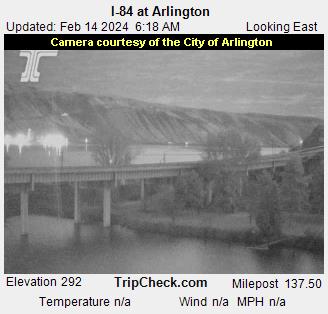 I-84 at Arlington
Updated: Feb 14 2024 6:18 AM Looking East
Camera courtesy of the City of Arlington
Elevation 292 TripCheck.com Milepost 137.50
Temperature n/a Wind n/a MPH n/a